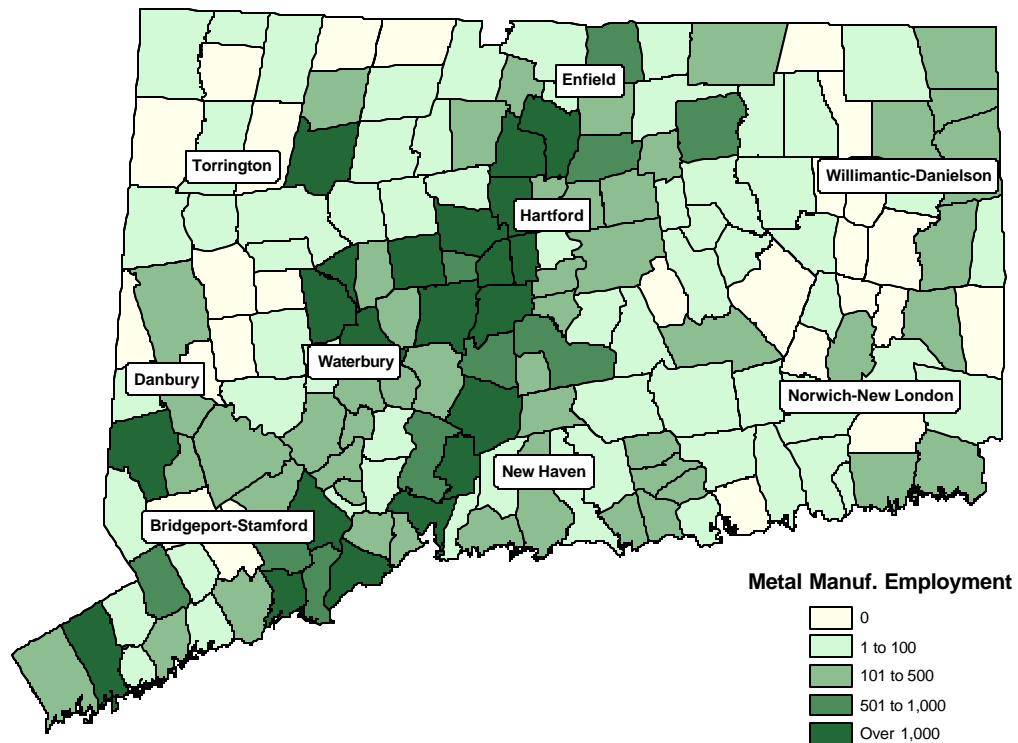 Enfield
Torrington
Willimantic-Danielson
Hartford
Waterbury
Danbury
Norwich-New London
New Haven
Bridgeport-Stamford
Metal Manuf. Employment
0
1 to 100
101 to 500
501 to 1,000
Over 1,000